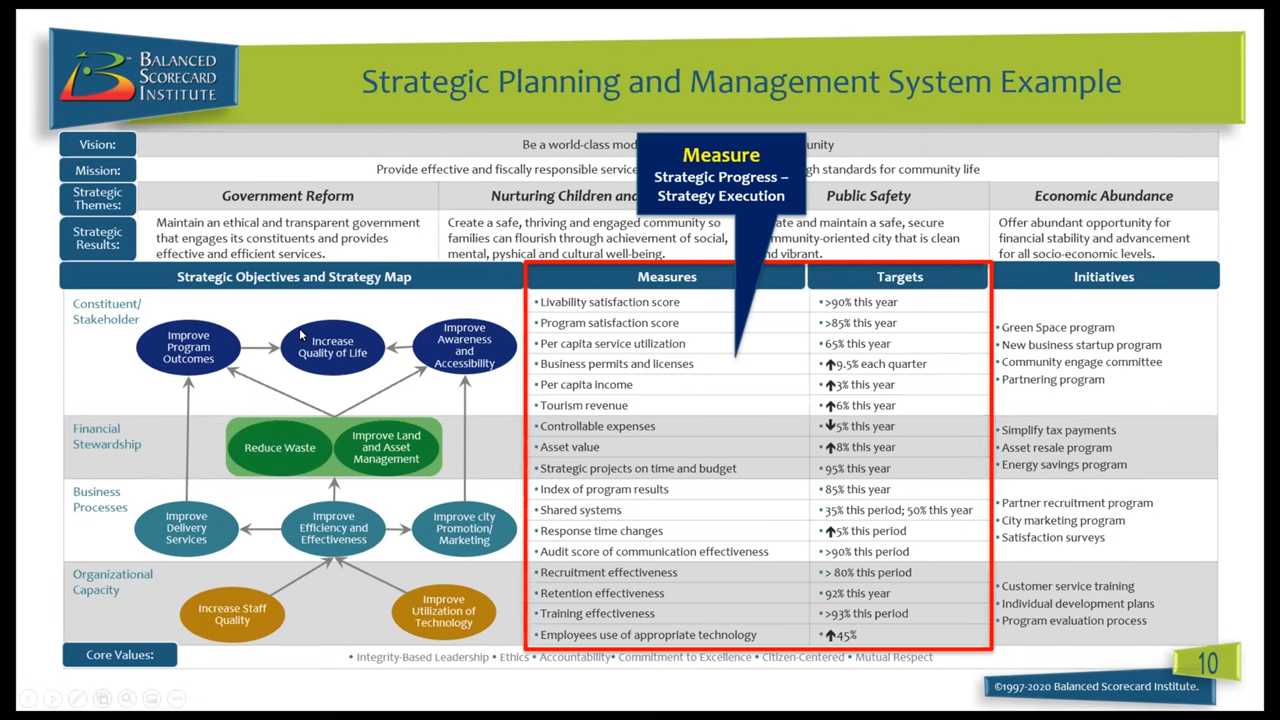 BALANCED
SCORECARD
INSTITUTE
TM
Strategic Planning and Management System Example
Vision:
Be a world-class mod
unity
Mission:
Provide effective and fiscally responsible service
gh standards for community life
Measure
Strategic Progress –
Strategy Execution
Strategic
Themes:
Government Reform
Nurturing Children and
Public Safety
Economic Abundance
Strategic
Results:
Maintain an ethical and transparent government
that engages its constituents and provides
effective and efficient services.
Create a safe, thriving and engaged community so
families can flourish through achievement of social,
mental, pyshical and cultural well-being.
ate and maintain a safe, secure
mmunity-oriented city that is clean
nd vibrant.
Offer abundant opportunity for
financial stability and advancement
for all socio-economic levels.
Strategic Objectives and Strategy Map
Measures
Targets
Initiatives
Constituent/
Stakeholder
Improve
Program
Outcomes
Increase
Quality of Life
Improve
Awareness
and
Accessibility
Financial
Stewardship
Reduce Waste
Improve Land
and Asset
Management
Business
Processes
Improve
Delivery
Services
Improve
Efficiency and
Effectiveness
Improve city
Promotion/
Marketing
Organizational
Capacity
Increase Staff
Quality
Improve
Utilization of
Technology
• Livability satisfaction score
• >90% this year
• Program satisfaction score
• >85% this year
• Per capita service utilization
• 65% this year
• Business permits and licenses
• ↑9.5% each quarter
• Per capita income
• ↑3% this year
• Tourism revenue
• ↑6% this year
• Controllable expenses
• ↓5% this year
• Asset value
• ↑8% this year
• Strategic projects on time and budget
• 95% this year
• Index of program results
• 85% this year
• Shared systems
• 35% this period; 50% this year
• Response time changes
• ↑5% this period
• Audit score of communication effectiveness
• >90% this period
• Recruitment effectiveness
• > 80% this period
• Retention effectiveness
• 92% this year
• Training effectiveness
• >93% this period
• Employees use of appropriate technology
• ↑45%
• Green Space program
• New business startup program
• Community engage committee
• Partnering program
• Simplify tax payments
• Asset resale program
• Energy savings program
• Partner recruitment program
• City marketing program
• Satisfaction surveys
• Customer service training
• Individual development plans
• Program evaluation process
Core Values:
• Integrity-Based Leadership • Ethics • Accountability• Commitment to Excellence • Citizen-Centered • Mutual Respect
10
©1997-2020 Balanced Scorecard Institute.